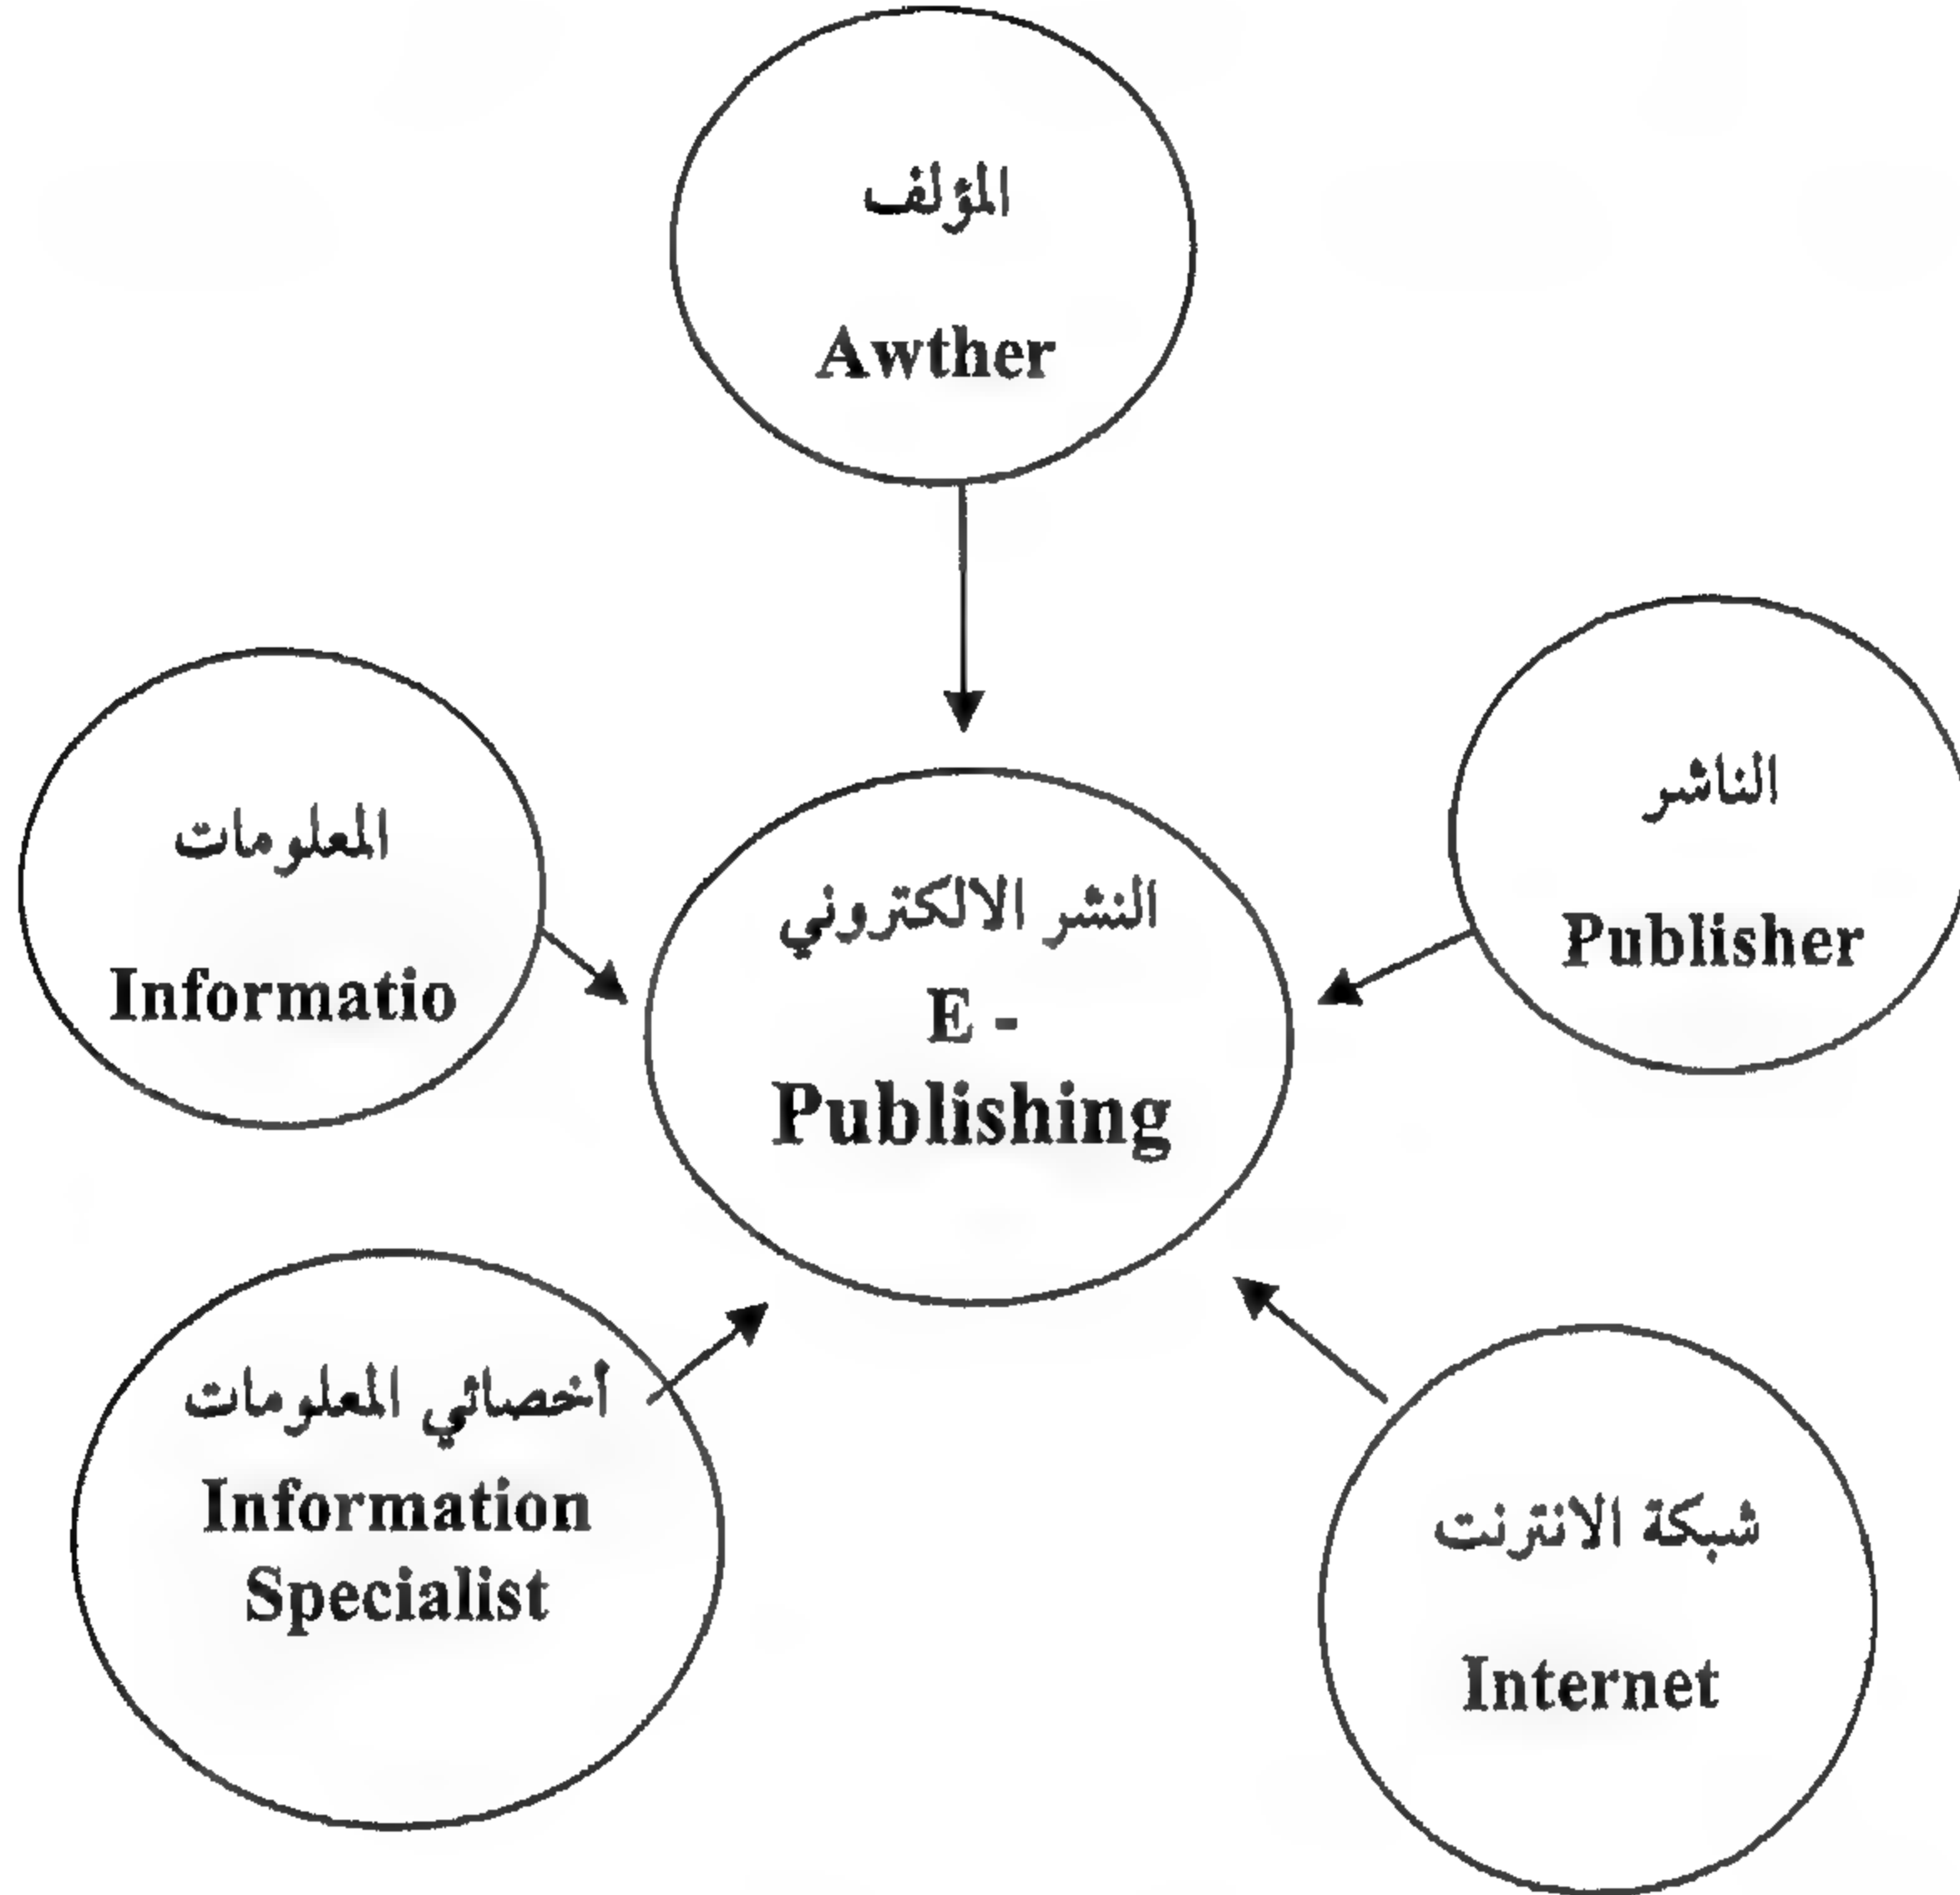 المؤلف
Awther
الناشر
Publisher
المعلومات
Informatio
النشر الالكتروني
E -
Publishing
أخصائي المعلومات
Information
Specialist
شبكة الانترنت
Internet